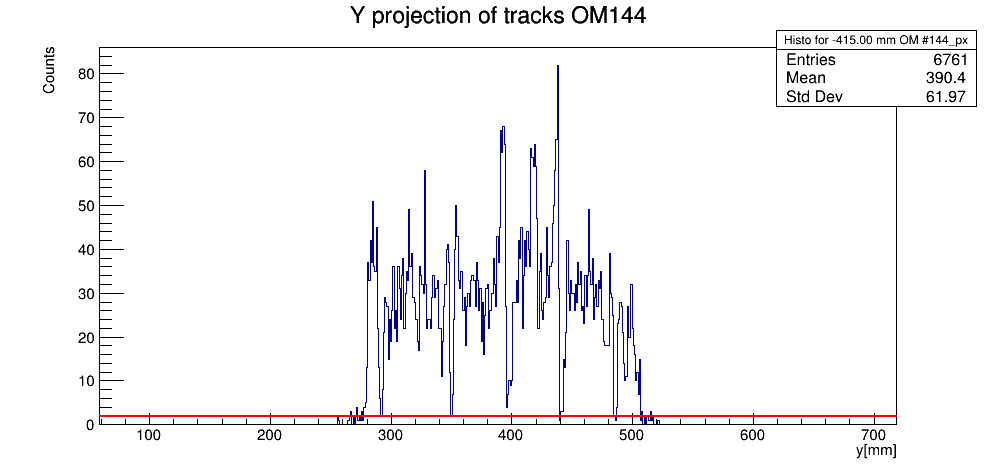 Y projection of tracks OM144
Histo for -415.00 mm OM #144_px
Entries 6761
Mean 390.4
Std Dev 61.97
Counts
80
70
60
50
40
30
20
10
0
100 200 300 400 500 600 700
y[mm]